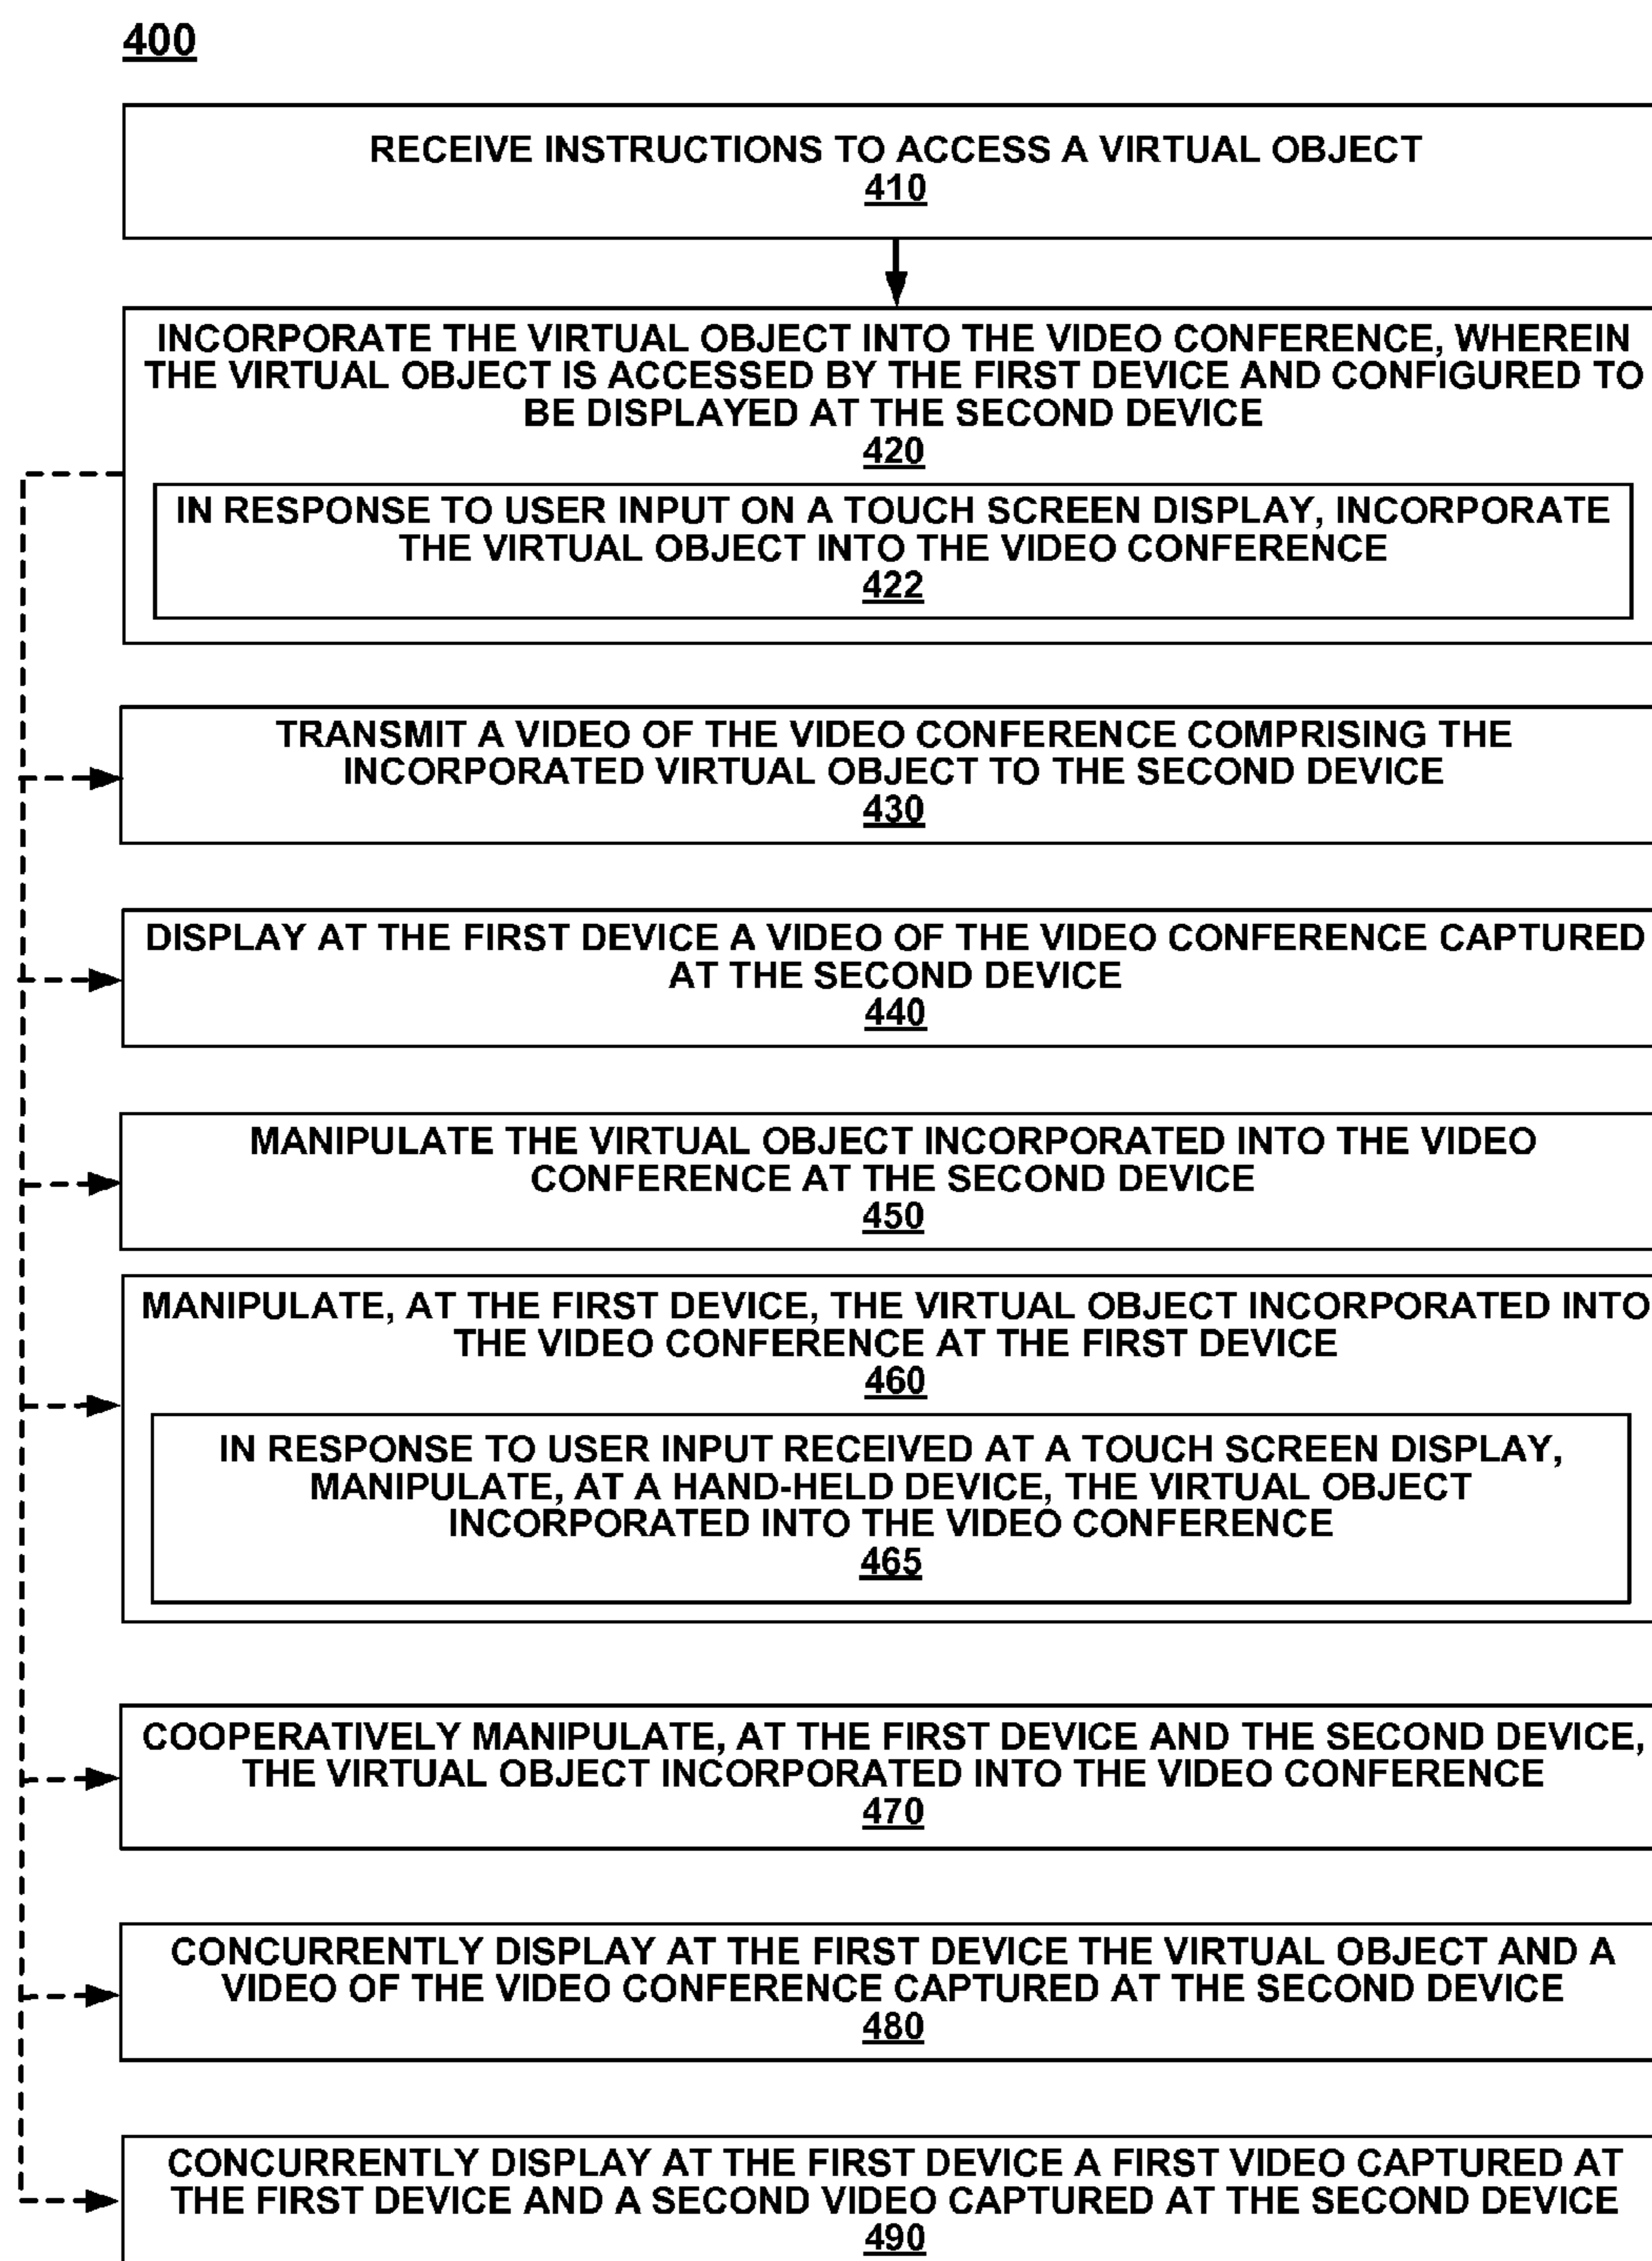 400
RECEIVE INSTRUCTIONS TO ACCESS A VIRTUAL OBJECT
410
INCORPORATE THE VIRTUAL OBJECT INTO THE VIDEO CONFERENCE, WHEREIN
THE VIRTUAL OBJECT IS ACCESSED BY THE FIRST DEVICE AND CONFIGURED TO
BE DISPLAYED AT THE SECOND DEVICE
420
IN RESPONSE TO USER INPUT ON A TOUCH SCREEN DISPLAY, INCORPORATE
THE VIRTUAL OBJECT INTO THE VIDEO CONFERENCE
422
TRANSMIT A VIDEO OF THE VIDEO CONFERENCE COMPRISING THE
INCORPORATED VIRTUAL OBJECT TO THE SECOND DEVICE
430
DISPLAY AT THE FIRST DEVICE A VIDEO OF THE VIDEO CONFERENCE CAPTURED
AT THE SECOND DEVICE
440
MANIPULATE THE VIRTUAL OBJECT INCORPORATED INTO THE VIDEO
CONFERENCE AT THE SECOND DEVICE
450
MANIPULATE, AT THE FIRST DEVICE, THE VIRTUAL OBJECT INCORPORATED INTO
THE VIDEO CONFERENCE AT THE FIRST DEVICE
460
IN RESPONSE TO USER INPUT RECEIVED AT A TOUCH SCREEN DISPLAY,
MANIPULATE, AT A HAND-HELD DEVICE, THE VIRTUAL OBJECT
INCORPORATED INTO THE VIDEO CONFERENCE
465
COOPERATIVELY MANIPULATE, AT THE FIRST DEVICE AND THE SECOND DEVICE,
THE VIRTUAL OBJECT INCORPORATED INTO THE VIDEO CONFERENCE
470
CONCURRENTLY DISPLAY AT THE FIRST DEVICE THE VIRTUAL OBJECT AND A
VIDEO OF THE VIDEO CONFERENCE CAPTURED AT THE SECOND DEVICE
480
CONCURRENTLY DISPLAY AT THE FIRST DEVICE A FIRST VIDEO CAPTURED AT
THE FIRST DEVICE AND A SECOND VIDEO CAPTURED AT THE SECOND DEVICE
490